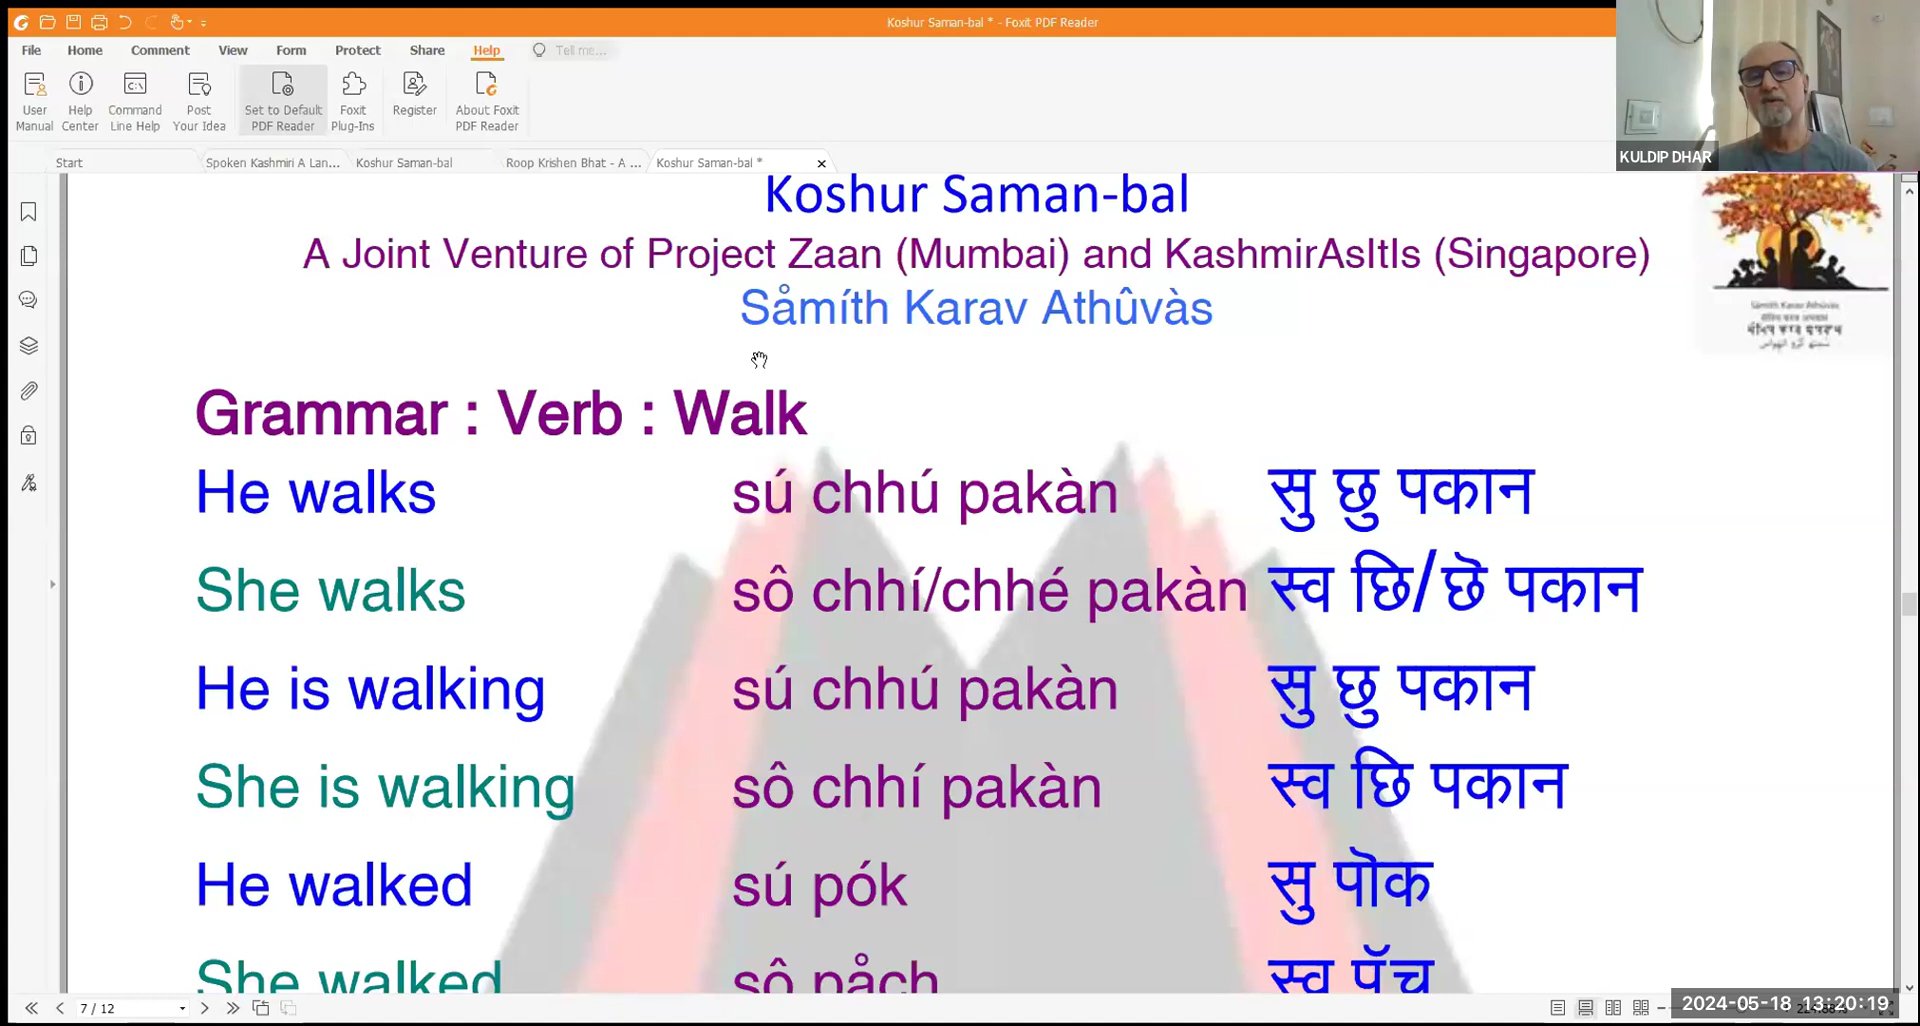 Koshur Saman-bal * - Foxit PDF Reader
File Home Comment View Form Protect Share Help Tell me...
User Manual
Help Center
Command Line Help
Post Your Idea
Set to Default PDF Reader
Foxit Plug-Ins
Register
About Foxit PDF Reader
KULDIP DHAR
Start
Spoken Kashmiri A Lan...
Koshur Saman-bal
Roop Krishen Bhat - A ...
Koshur Saman-bal *
Koshur Saman-bal
A Joint Venture of Project Zaan (Mumbai) and KashmirAsItIs (Singapore)
Såmíth Karav Athûvàs
Såmíth Karav Athûvàs
Grammar : Verb : Walk
He walks sú chhú pakàn सु छु पकान
She walks sô chhí/chhé pakàn स्व छि/छॆ पकान
He is walking sú chhú pakàn सु छु पकान
She is walking sô chhí pakàn स्व छि पकान
He walked sú pók सु पॊक
She walked sô påch स्व पॅच
7 / 12
2024-05-18 13:20:19